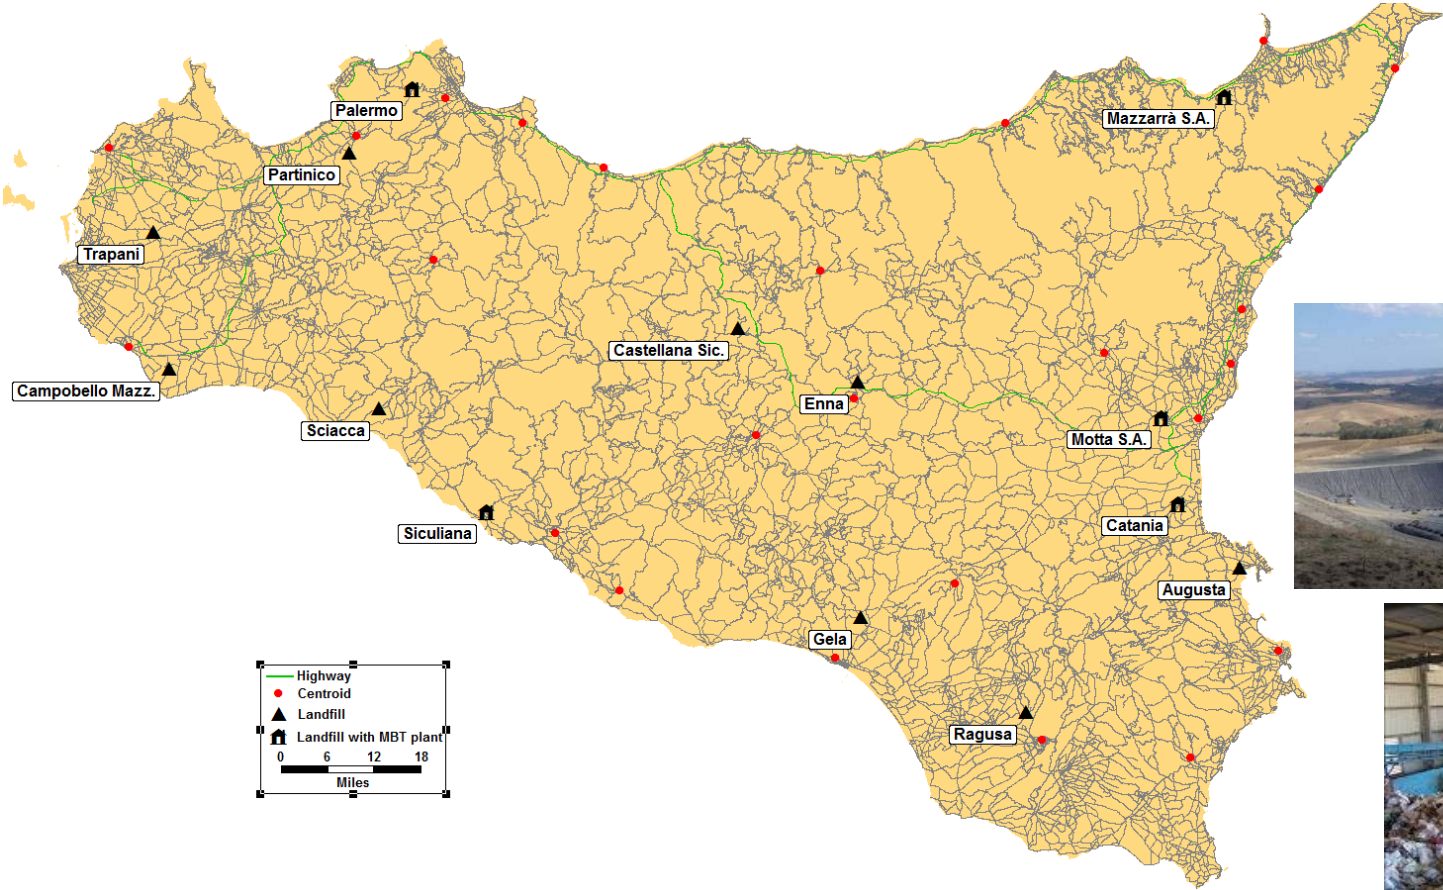 Palermo
Mazzarrà S.A.
Partinico
Trapani
Castellana Sic.
Campobello Mazz.
Enna
Sciacca
Motta S.A.
Siculiana
Catania
Augusta
Gela
Ragusa
Highway
Centroid
Landfill
Landfill with MBT plant
0 6 12 18
Miles